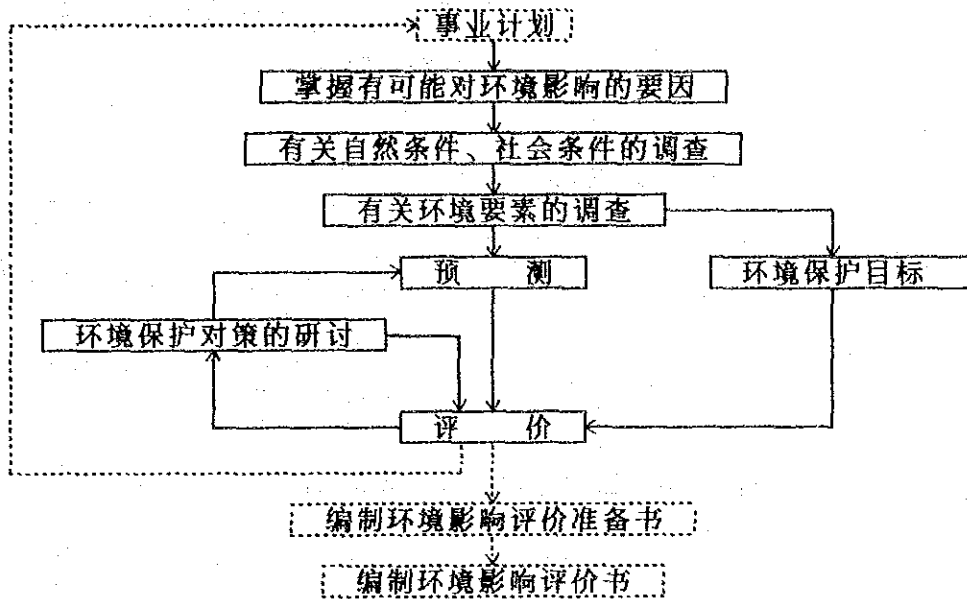 事业计划
掌握有可能对环境影响的要因
有关自然条件、社会条件的调查
有关环境要素的调查
预 测
环境保护目标
环境保护对策的研讨
评 价
编制环境影响评价准备书
编制环境影响评价书